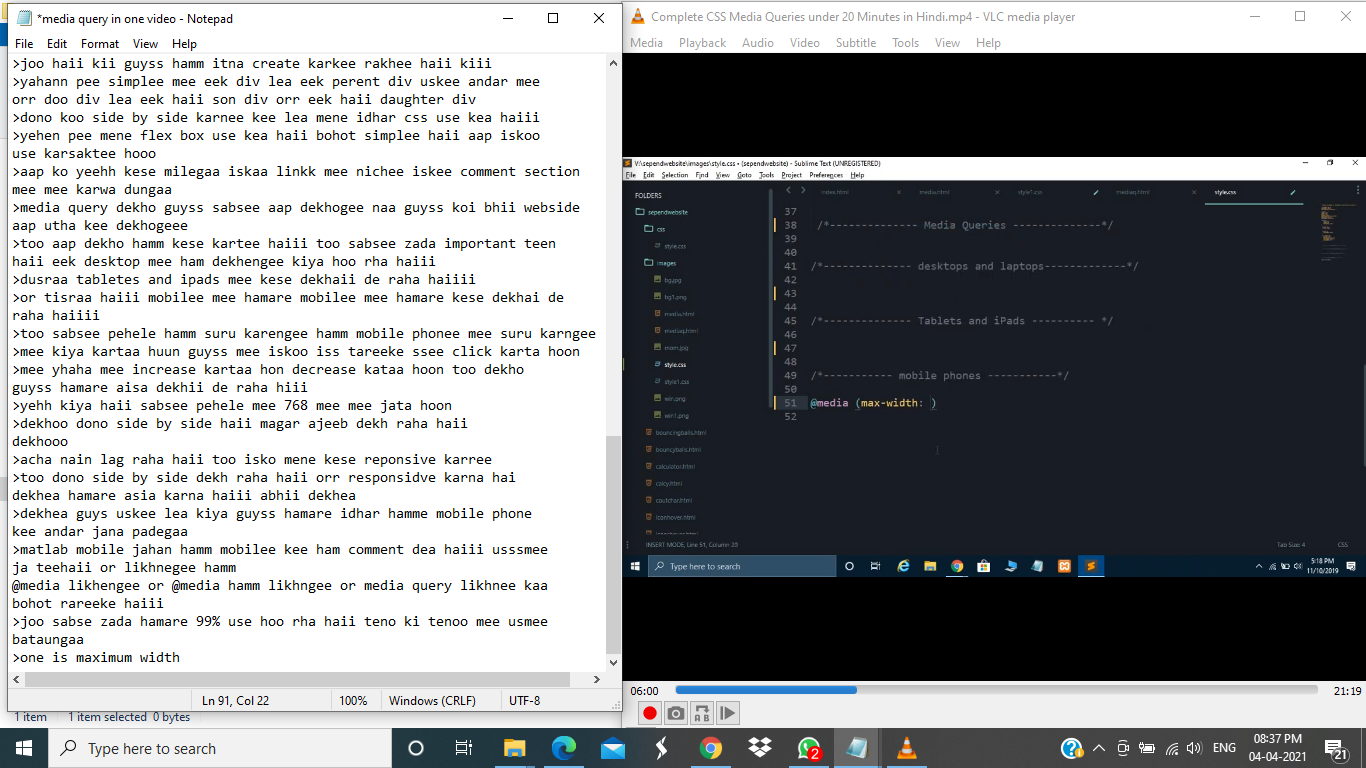 *media query in one video - Notepad
File Edit Format View Help
>joo haii kii guyss hamm itna create karkee rakhee haii kiii
>yahann pee simplee mee eek div lea eek perent div uskee andar mee
orr doo div lea eek haii son div orr eek haii daughter div
>dono koo side by side karnee kee lea mene idhar css use kea haiii
>yehen pee mene flex box use kea haii bohot simplee haii aap iskoo
use karsaktee hooo
>aap ko yeehh kese milegaa iskaa linkk mee nichee iskee comment section
mee mee karwa dungaa
>media query dekho guyss sabsee aap dekhogee naa guyss koi bhii webside
aap utha kee dekhogeee
>too aap dekho hamm kese kartee haiii too sabsee zada important teen
haii eek desktop mee ham dekhengee kiya hoo rha haiii
>dusraa tabletes and ipads mee kese dekhaii de raha haiiii
>or tisraa haiii mobilee mee hamare mobilee mee hamare kese dekhai de
raha haiiii
>too sabsee pehele hamm suru karengee hamm mobile phonee mee suru karngee
>mee kiya kartaa huun guyss mee iskoo iss tareeke ssee click karta hoon
>mee yhaha mee increase kartaa hon decrease kataa hoon too dekho
guyss hamare aisa dekhii de raha hiii
>yehh kiya haii sabsee pehele mee 768 mee mee jata hoon
>dekhoo dono side by side haii magar ajeeb dekh raha haii
dekhooo
>acha nain lag raha haii too isko mene kese reponsive karree
>too dono side by side dekh raha haii orr responsidve karna hai
dekhea hamare asia karna haiii abhii dekhea
>dekhea guys uskee lea kiya guyss hamare idhar hamme mobile phone
kee andar jana padegaa
>matlab mobile jahan hamm mobilee kee ham comment dea haiii usssmee
ja teehaii or likhnegee hamm
@media likhengee or @media hamm likhngee or media query likhnee kaa
bohot rareeke haiii
>joo sabse zada hamare 99% use hoo rha haii teno ki tenoo mee usmee
bataungaa
>one is maximum width
Ln 91, Col 22 100% Windows (CRLF) UTF-8
1 item 1 item selected 0 bytes
Complete CSS Media Queries under 20 Minutes in Hindi.mp4 - VLC media player
Media Playback Audio Video Subtitle Tools View Help
V:\sependwebsite\images\style.css • (sependwebsite) - Sublime Text (UNREGISTERED)
File Edit Selection Find View Goto Tools Project Preferences Help
index.html media.html style1.css mediaq.html style.css
FOLDERS
sependwebsite
css
style.css
images
bg.jpg
bg1.png
media.html
mediaq.html
mom.jpg
style.css
style1.css
win.png
win1.png
bouncingballs.html
bouncyballs.html
calculator.html
calcy.html
coutchar.html
iconhover.html
37
38 /*-------------- Media Queries --------------*/
39
40
41 /*-------------- desktops and laptops-------------*/
42
43
44
45 /*-------------- Tablets and iPads ---------- */
46
47
48
49 /*----------- mobile phones -----------*/
50
51 @media (max-width: )
52
INSERT MODE, Line 51, Column 20 Tab Size: 4 CSS
Type here to search
5:18 PM
11/10/2019
06:00 21:19
Type here to search
2
ENG
08:37 PM
04-04-2021
21